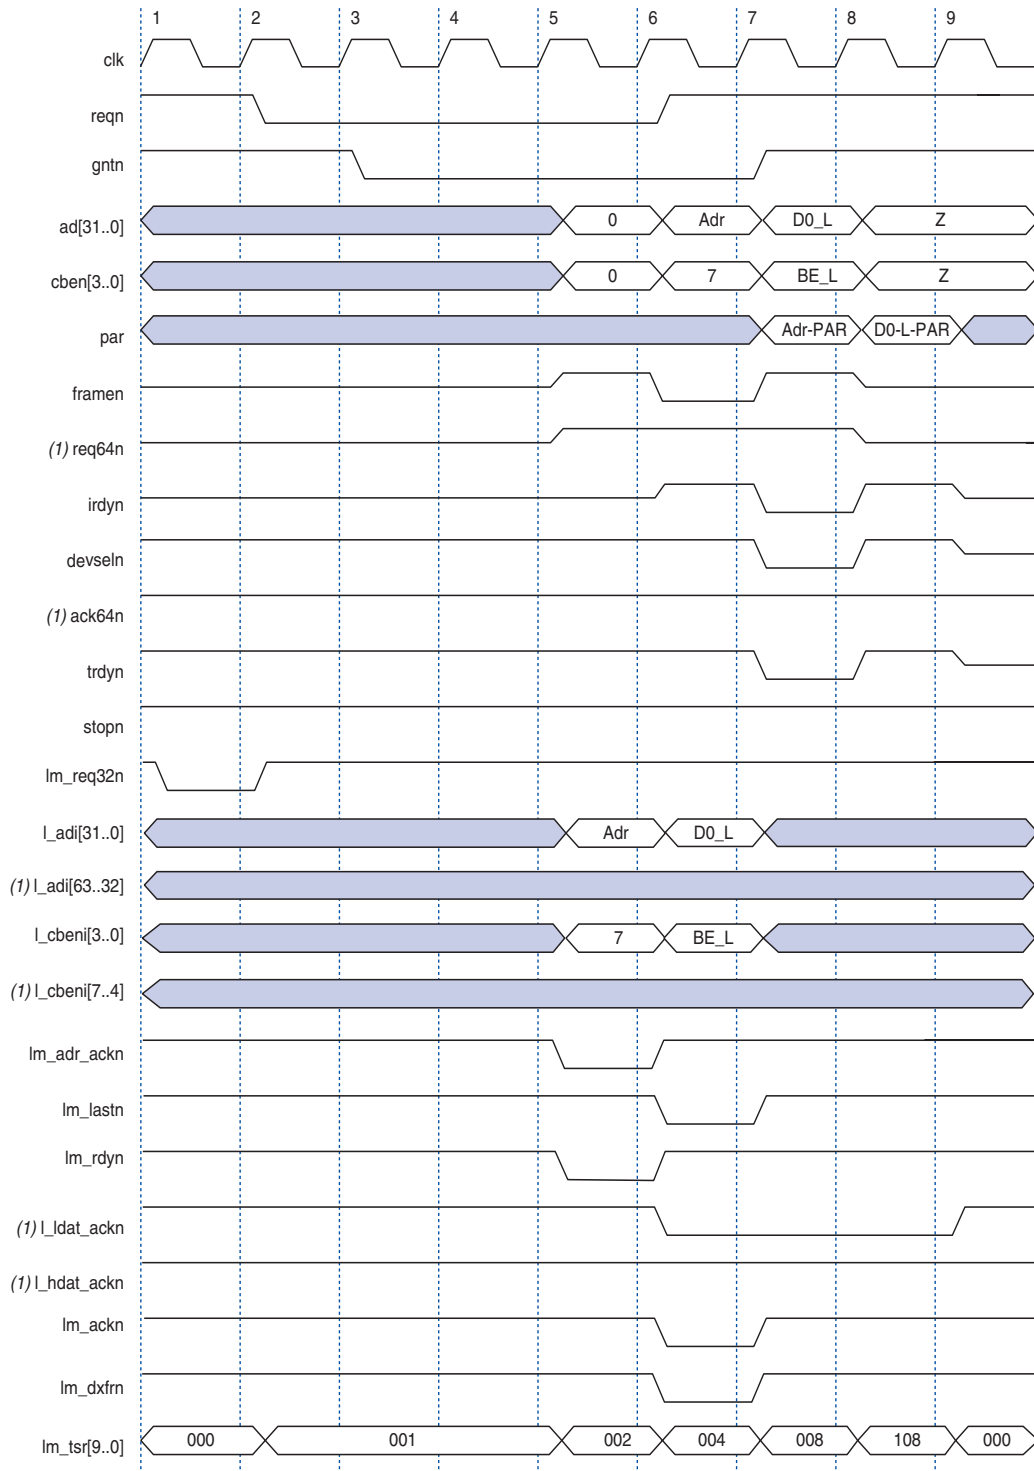 1 2 3 4 5 6 7 8 9
clk
reqn
gntn
ad[31..0] 0 Adr D0_L Z
cben[3..0] 0 7 BE_L Z
par Adr-PAR D0-L-PAR
framen
(1) req64n
irdyn
devseln
(1) ack64n
trdyn
stopn
lm_req32n
l_adi[31..0] Adr D0_L
(1) l_adi[63..32]
l_cbeni[3..0] 7 BE_L
(1) l_cbeni[7..4]
lm_adr_ackn
lm_lastn
lm_rdyn
(1) l_ldat_ackn
(1) l_hdat_ackn
lm_ackn
lm_dxfrn
lm_tsr[9..0] 000 001 002 004 008 108 000